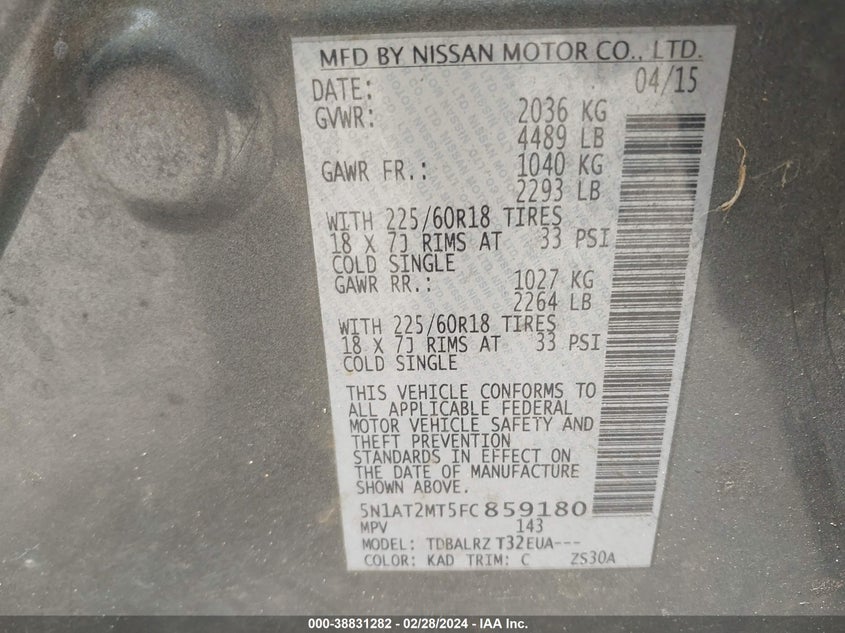 MFD BY NISSAN MOTOR CO., LTD.
DATE: 04/15
GVWR: 2036 KG
4489 LB
GAWR FR.: 1040 KG
2293 LB
WITH 225/60R18 TIRES
18 X 7J RIMS AT 33 PSI
COLD SINGLE
GAWR RR.: 1027 KG
2264 LB
WITH 225/60R18 TIRES
18 X 7J RIMS AT 33 PSI
COLD SINGLE
THIS VEHICLE CONFORMS TO
ALL APPLICABLE FEDERAL
MOTOR VEHICLE SAFETY AND
THEFT PREVENTION
STANDARDS IN EFFECT ON
THE DATE OF MANUFACTURE
SHOWN ABOVE.
5N1AT2MT5FC859180
MPV 143
MODEL: TDBALRZ T32EUA---
COLOR: KAD TRIM: C ZS30A
000-38831282 - 02/28/2024 - IAA Inc.